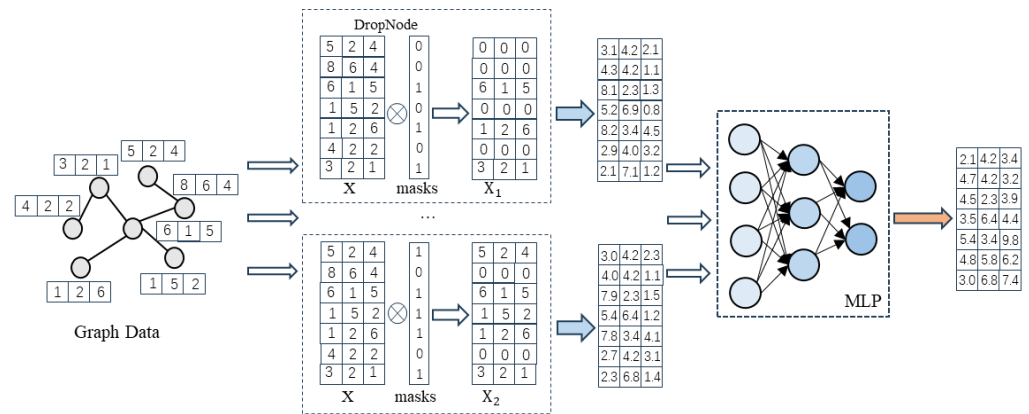 5 2 4
3 2 1
8 6 4
4 2 2
6 1 5
1 5 2
1 2 6
Graph Data
DropNode
5 2 4
8 6 4
6 1 5
1 5 2
1 2 6
4 2 2
3 2 1
X
0
0
1
0
1
0
1
masks
0 0 0
0 0 0
6 1 5
0 0 0
1 2 6
0 0 0
3 2 1
X₁
...
5 2 4
8 6 4
6 1 5
1 5 2
1 2 6
4 2 2
3 2 1
X
1
0
1
1
1
0
1
masks
5 2 4
0 0 0
6 1 5
1 5 2
1 2 6
0 0 0
3 2 1
X₂
3.1 4.2 2.1
4.3 4.2 1.1
8.1 2.3 1.3
5.2 6.9 0.8
8.2 3.4 4.5
2.9 4.0 3.2
2.1 7.1 1.2
3.0 4.2 2.3
4.0 4.2 1.1
7.9 2.3 1.5
5.4 6.4 1.2
7.8 3.4 4.1
2.7 4.2 3.1
2.3 6.8 1.4
MLP
2.1 4.2 3.4
4.7 4.2 3.2
4.5 2.3 3.9
3.5 6.4 4.4
5.4 3.4 9.8
4.8 5.8 6.2
3.0 6.8 7.4